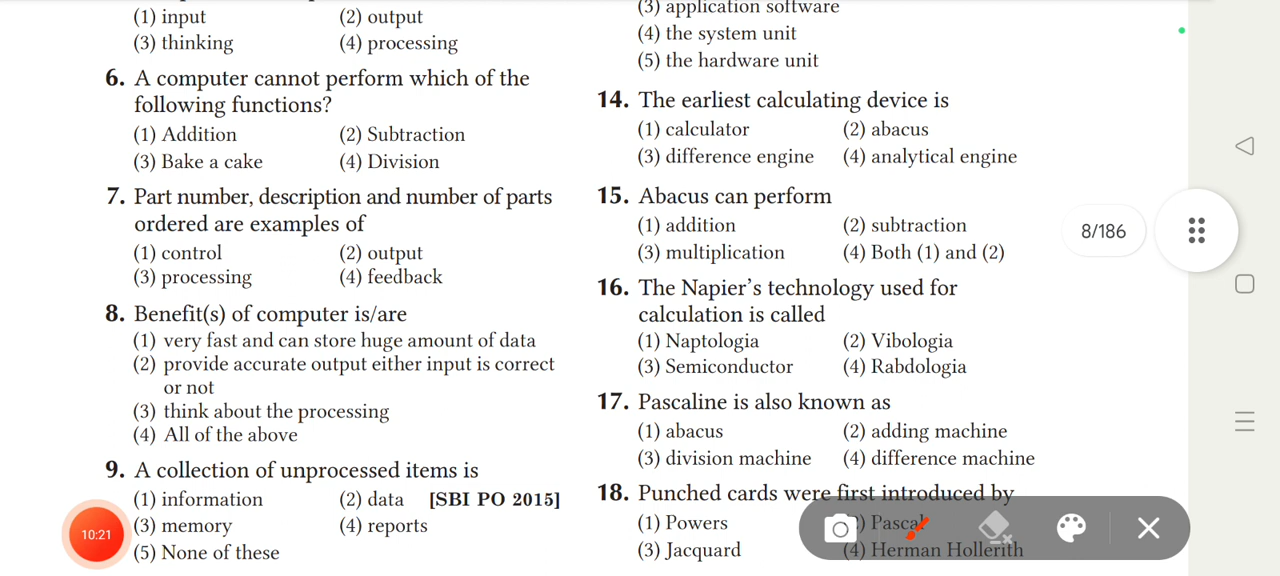 (1) input (2) output
(3) thinking (4) processing
6. A computer cannot perform which of the
following functions?
(1) Addition (2) Subtraction
(3) Bake a cake (4) Division
7. Part number, description and number of parts
ordered are examples of
(1) control (2) output
(3) processing (4) feedback
8. Benefit(s) of computer is/are
(1) very fast and can store huge amount of data
(2) provide accurate output either input is correct
or not
(3) think about the processing
(4) All of the above
9. A collection of unprocessed items is
(1) information (2) data [SBI PO 2015]
(3) memory (4) reports
(5) None of these
(3) application software
(4) the system unit
(5) the hardware unit
14. The earliest calculating device is
(1) calculator (2) abacus
(3) difference engine (4) analytical engine
15. Abacus can perform
(1) addition (2) subtraction
(3) multiplication (4) Both (1) and (2)
16. The Napier's technology used for
calculation is called
(1) Naptologia (2) Vibologia
(3) Semiconductor (4) Rabdologia
17. Pascaline is also known as
(1) abacus (2) adding machine
(3) division machine (4) difference machine
18. Punched cards were first introduced by
(1) Powers Pascal
(3) Jacquard (4) Herman Hollerith
8/186
10:21